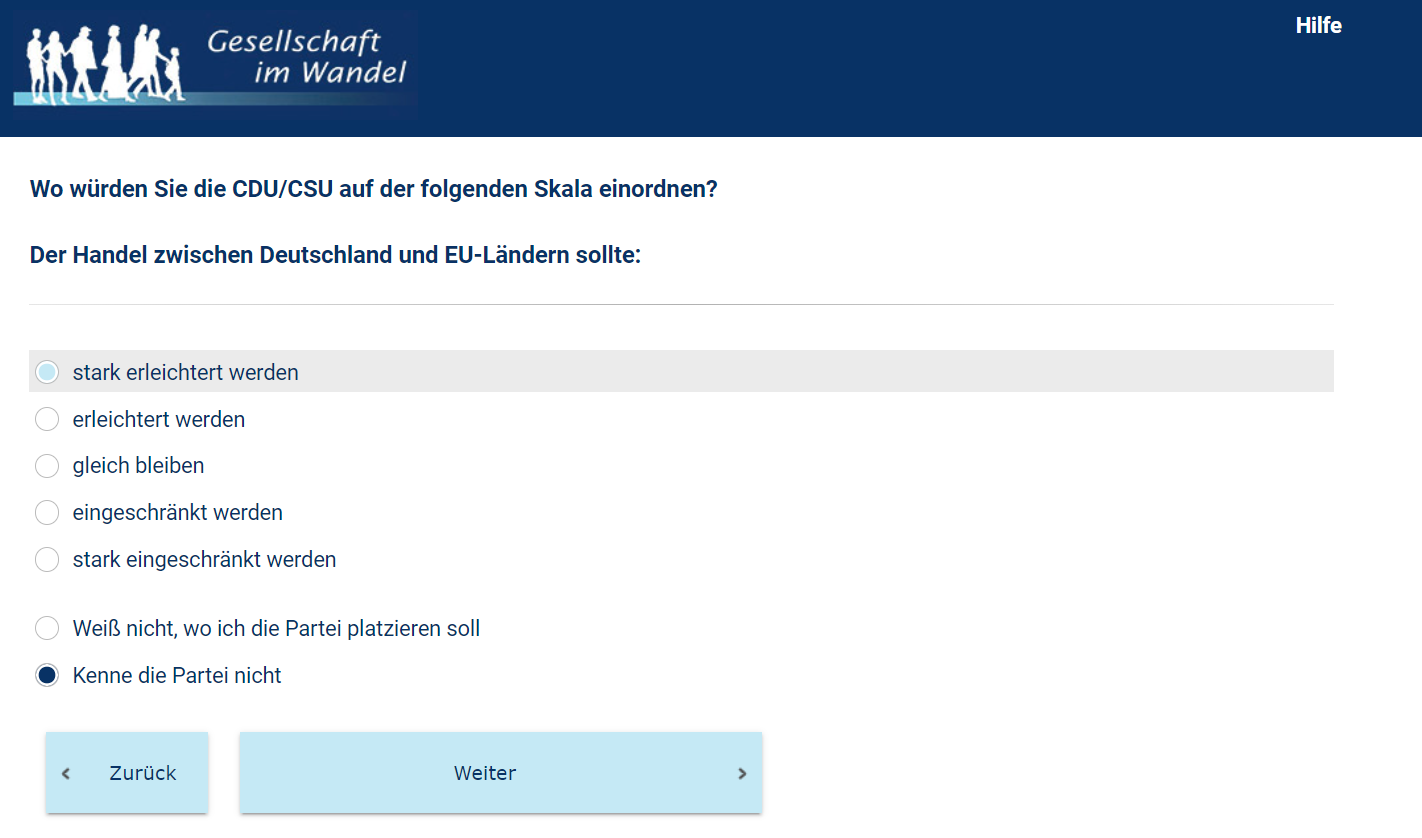 Gesellschaft
im Wandel
Hilfe
Wo würden Sie die CDU/CSU auf der folgenden Skala einordnen?
Der Handel zwischen Deutschland und EU-Ländern sollte:
stark erleichtert werden
erleichtert werden
gleich bleiben
eingeschränkt werden
stark eingeschränkt werden
Weiß nicht, wo ich die Partei platzieren soll
Kenne die Partei nicht
‹ Zurück
Weiter ›